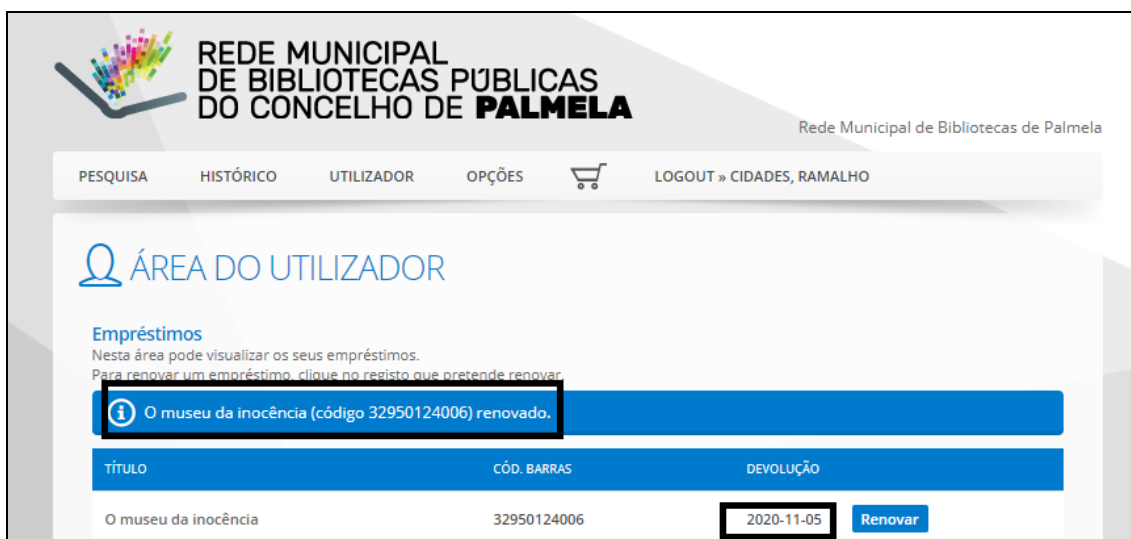 REDE MUNICIPAL
DE BIBLIOTECAS PÚBLICAS
DO CONCELHO DE PALMELA
Rede Municipal de Bibliotecas de Palmela
PESQUISA HISTÓRICO UTILIZADOR OPÇÕES LOGOUT » CIDADES, RAMALHO
ÁREA DO UTILIZADOR
Empréstimos
Nesta área pode visualizar os seus empréstimos.
Para renovar um empréstimo, clique no registo que pretende renovar.
O museu da inocência (código 32950124006) renovado.
TÍTULO CÓD. BARRAS DEVOLUÇÃO
O museu da inocência 32950124006 2020-11-05 Renovar